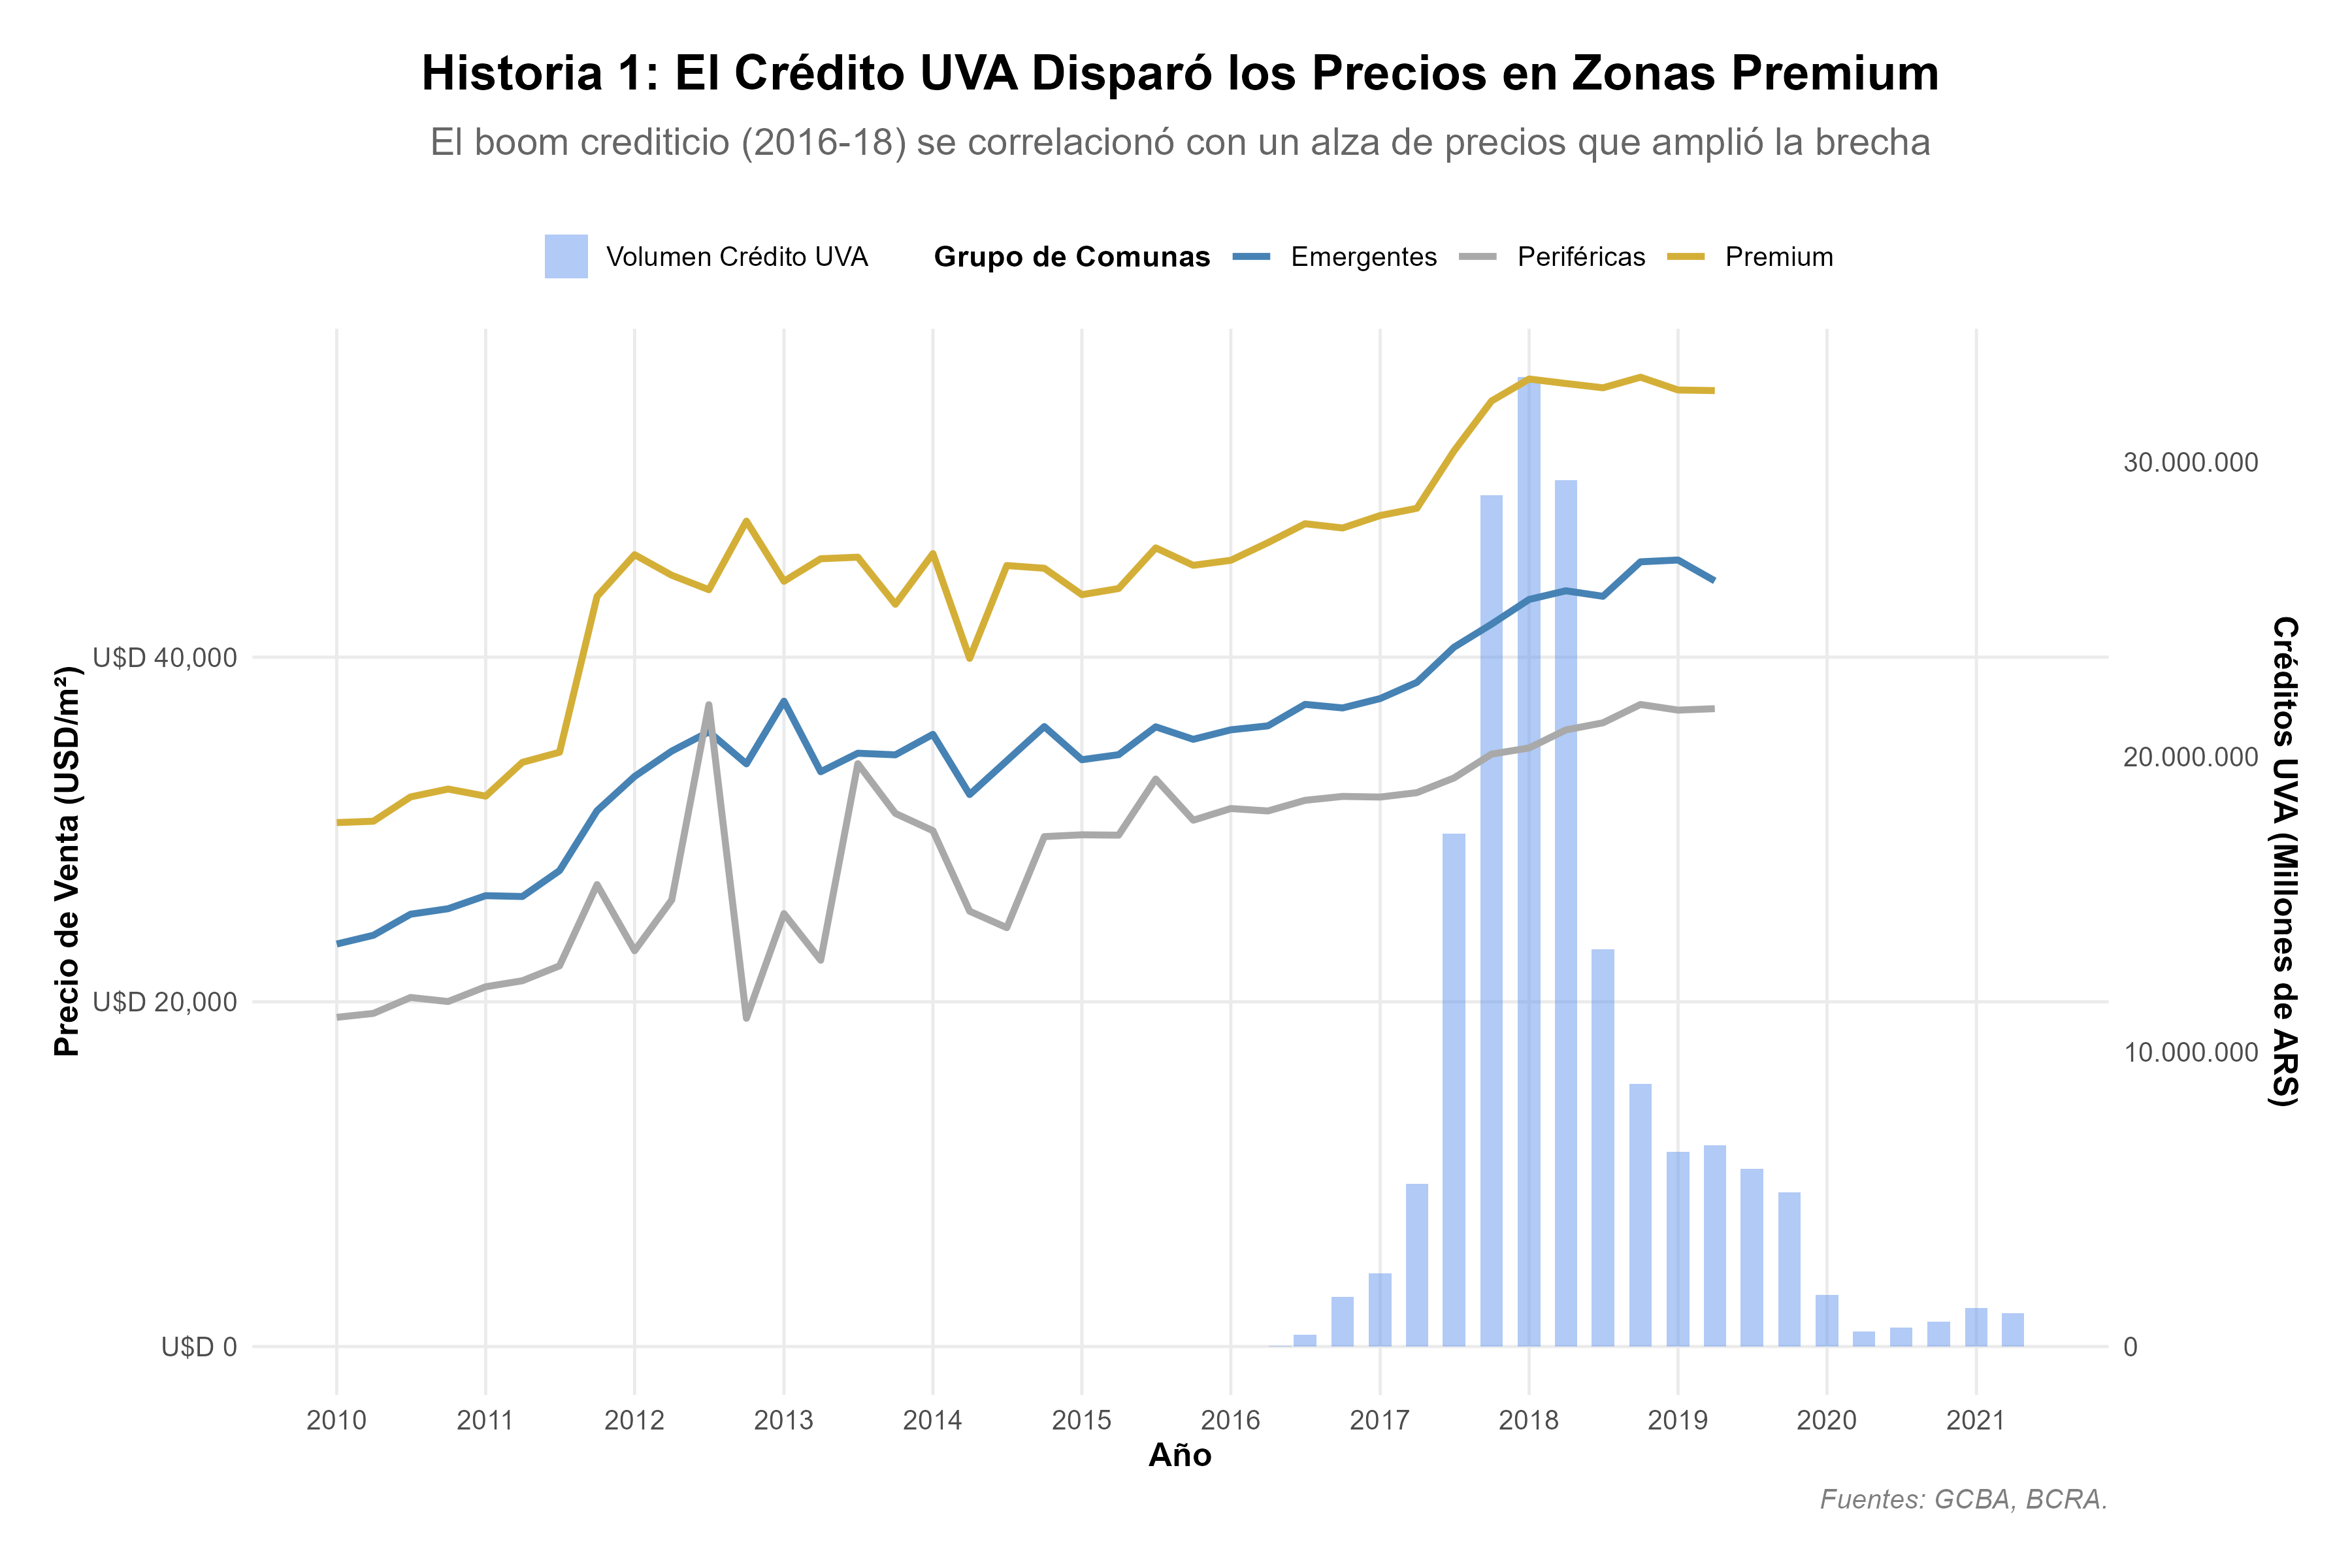 Historia 1: El Crédito UVA Disparó los Precios en Zonas Premium
El boom crediticio (2016-18) se correlacionó con un alza de precios que amplió la brecha
Volumen Crédito UVA
Grupo de Comunas
Emergentes
Periféricas
Premium
Precio de Venta (USD/m²)
U$D 40,000
U$D 20,000
U$D 0
30.000.000
20.000.000
10.000.000
0
Créditos UVA (Millones de ARS)
2010
2011
2012
2013
2014
2015
2016
2017
2018
2019
2020
2021
Año
Fuentes: GCBA, BCRA.